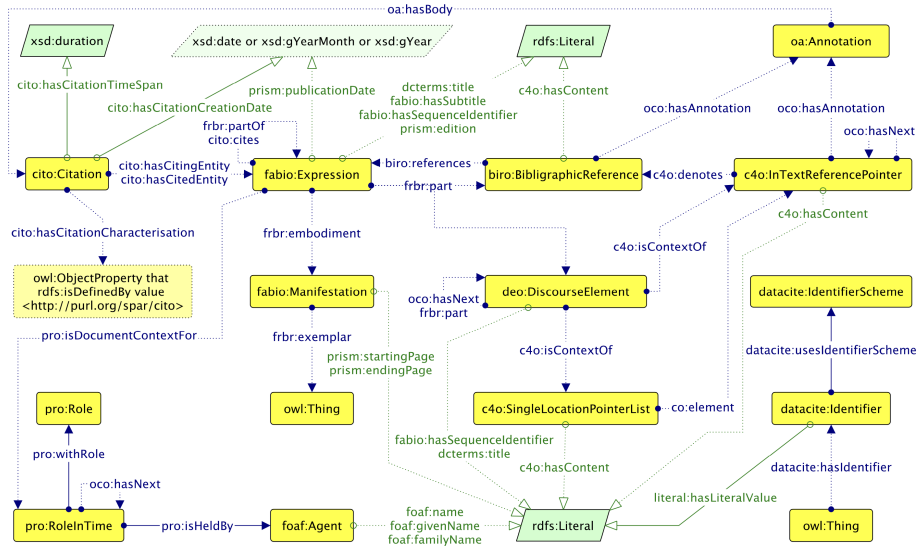 oa:hasBody
xsd:duration
xsd:date or xsd:gYearMonth or xsd:gYear
rdfs:Literal
oa:Annotation
cito:hasCitationTimeSpan
cito:hasCitationCreationDate
prism:publicationDate
dcterms:title
fabio:hasSubtitle
fabio:hasSequenceIdentifier
prism:edition
c4o:hasContent
oco:hasAnnotation
oco:hasAnnotation
oco:hasNext
frbr:partOf
cito:cites
cito:Citation
cito:hasCitingEntity
cito:hasCitedEntity
fabio:Expression
biro:references
frbr:part
biro:BibligraphicReference
c4o:denotes
c4o:InTextReferencePointer
c4o:hasContent
cito:hasCitationCharacterisation
frbr:embodiment
c4o:isContextOf
owl:ObjectProperty that
rdfs:isDefinedBy value
<http://purl.org/spar/cito>
fabio:Manifestation
oco:hasNext
frbr:part
deo:DiscourseElement
datacite:IdentifierScheme
pro:isDocumentContextFor
frbr:exemplar
prism:startingPage
prism:endingPage
c4o:isContextOf
datacite:usesIdentifierScheme
pro:Role
owl:Thing
c4o:SingleLocationPointerList
co:element
datacite:Identifier
pro:withRole
fabio:hasSequenceIdentifier
dcterms:title
c4o:hasContent
datacite:hasIdentifier
oco:hasNext
literal:hasLiteralValue
pro:RoleInTime
pro:isHeldBy
foaf:Agent
foaf:name
foaf:givenName
foaf:familyName
rdfs:Literal
owl:Thing